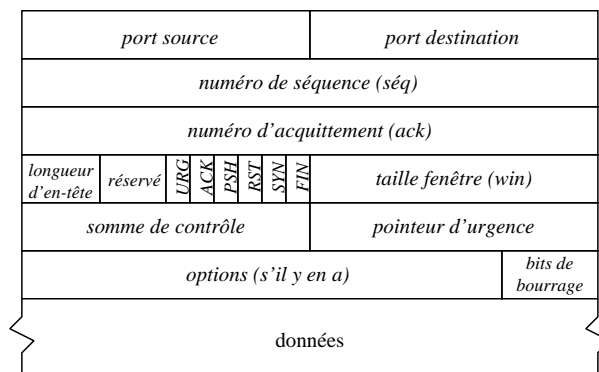 port source
port destination
numéro de séquence (séq)
numéro d'acquittement (ack)
longueur
d'en-tête
réservé
URG
ACK
PSH
RST
SYN
FIN
taille fenêtre (win)
somme de contrôle
pointeur d'urgence
options (s'il y en a)
bits de
bourrage
données